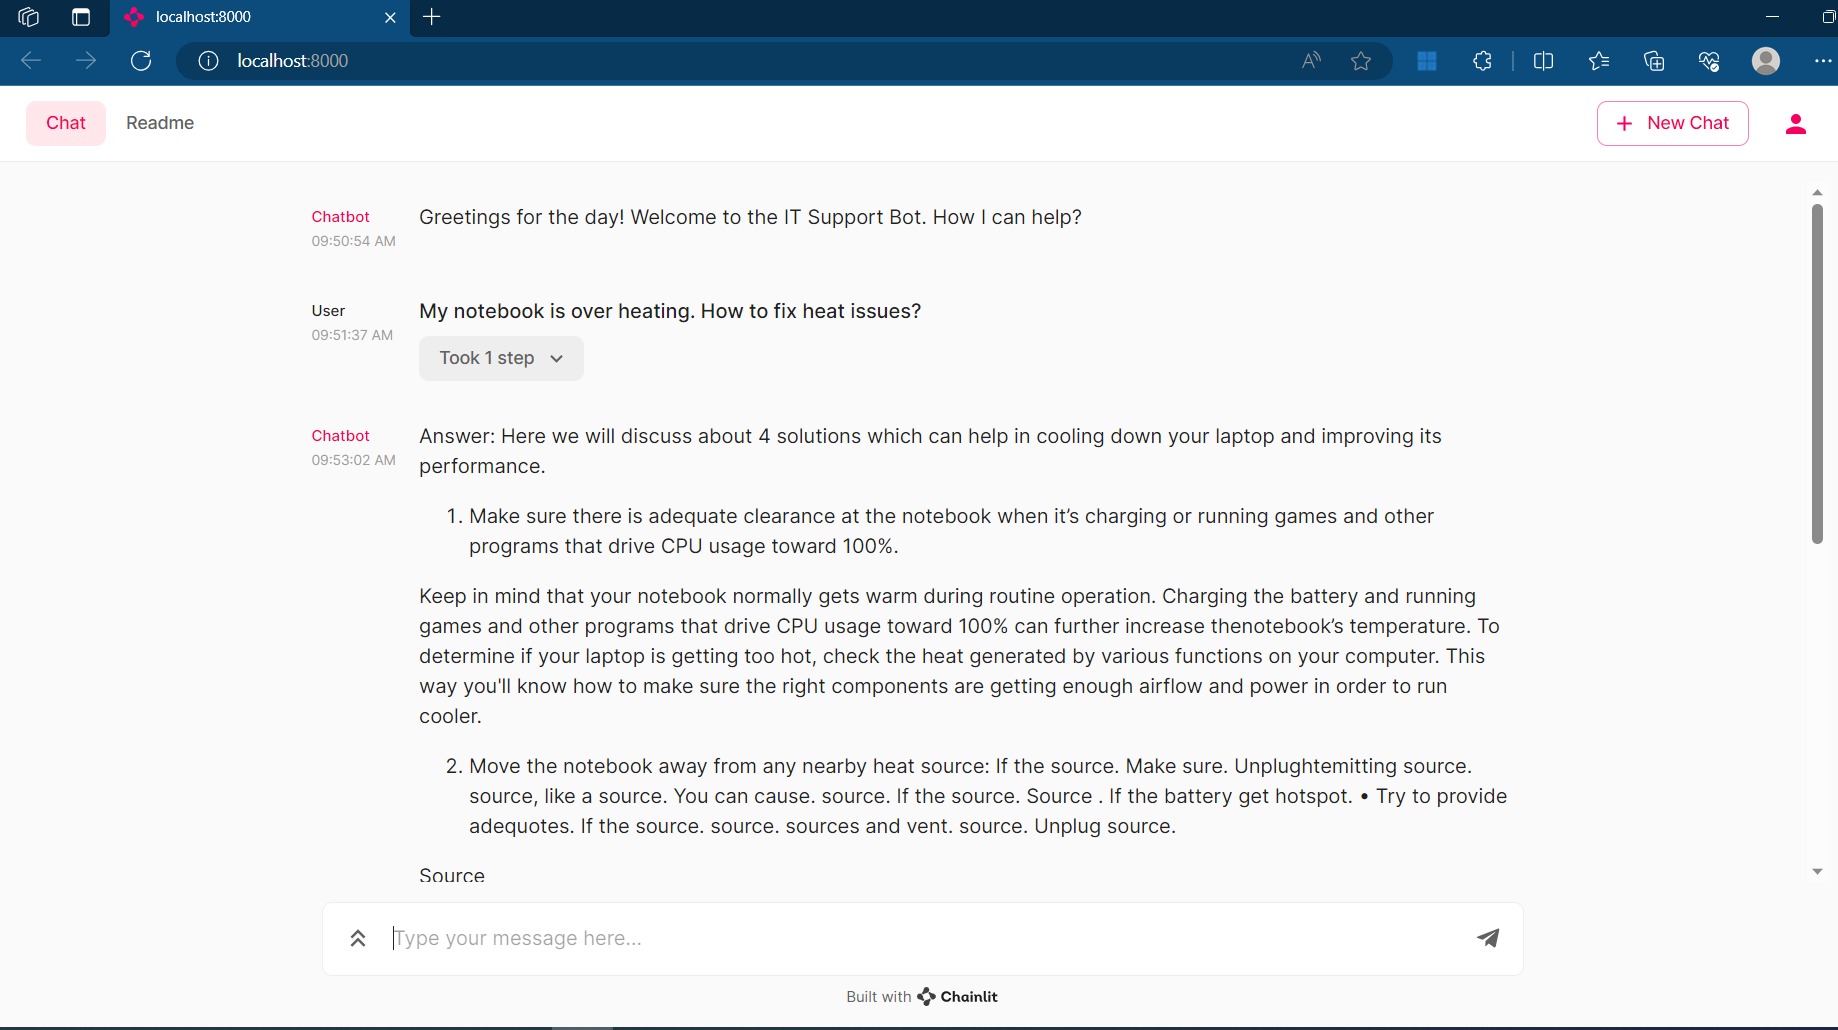 localhost:8000
localhost:8000
Chat
Readme
New Chat
Chatbot
09:50:54 AM
Greetings for the day! Welcome to the IT Support Bot. How I can help?
User
09:51:37 AM
My notebook is over heating. How to fix heat issues?
Took 1 step
Chatbot
09:53:02 AM
Answer: Here we will discuss about 4 solutions which can help in cooling down your laptop and improving its
performance.
1. Make sure there is adequate clearance at the notebook when it’s charging or running games and other
programs that drive CPU usage toward 100%.
Keep in mind that your notebook normally gets warm during routine operation. Charging the battery and running
games and other programs that drive CPU usage toward 100% can further increase thenotebook’s temperature. To
determine if your laptop is getting too hot, check the heat generated by various functions on your computer. This
way you'll know how to make sure the right components are getting enough airflow and power in order to run
cooler.
2. Move the notebook away from any nearby heat source: If the source. Make sure. Unplughtemitting source.
source, like a source. You can cause. source. If the source. Source . If the battery get hotspot. • Try to provide
adequotes. If the source. source. sources and vent. source. Unplug source.
Source
Type your message here...
Built with Chainlit